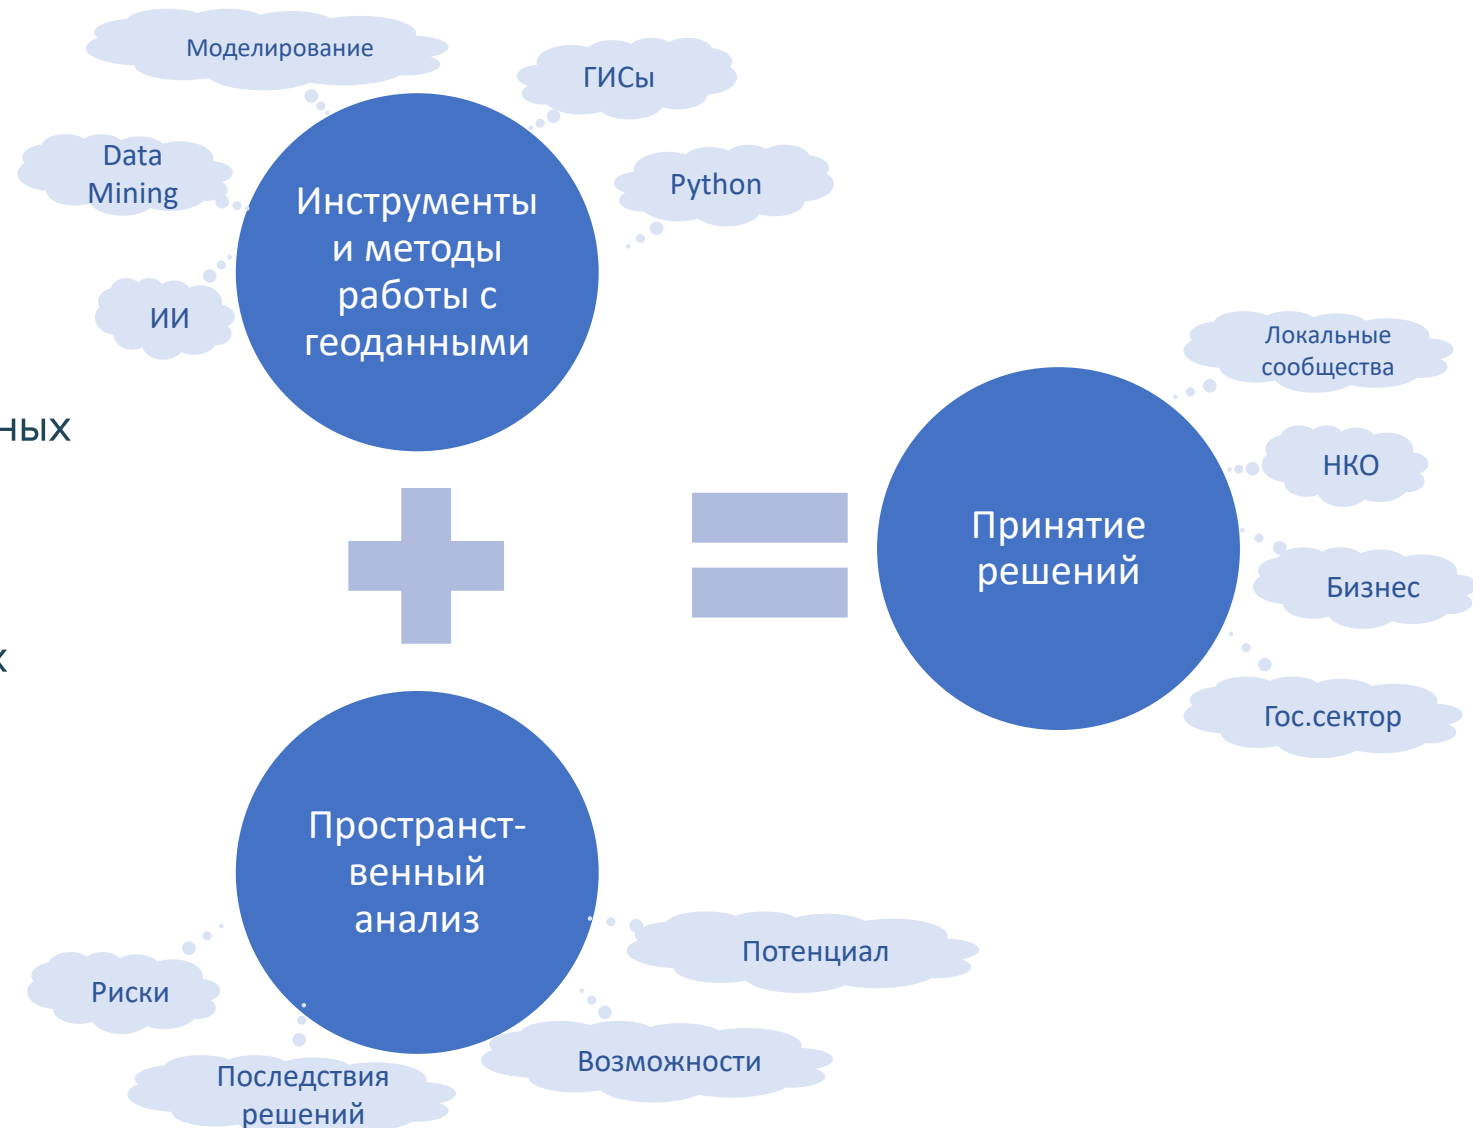 Моделирование
ГИСы
Data
Mining
Python
Инструменты
и методы
работы с
геоданными
ИИ
Локальные
сообщества
НКО
Принятие
решений
Бизнес
Гос.сектор
Пространст-
венный
анализ
Риски
Потенциал
Последствия
решений
Возможности